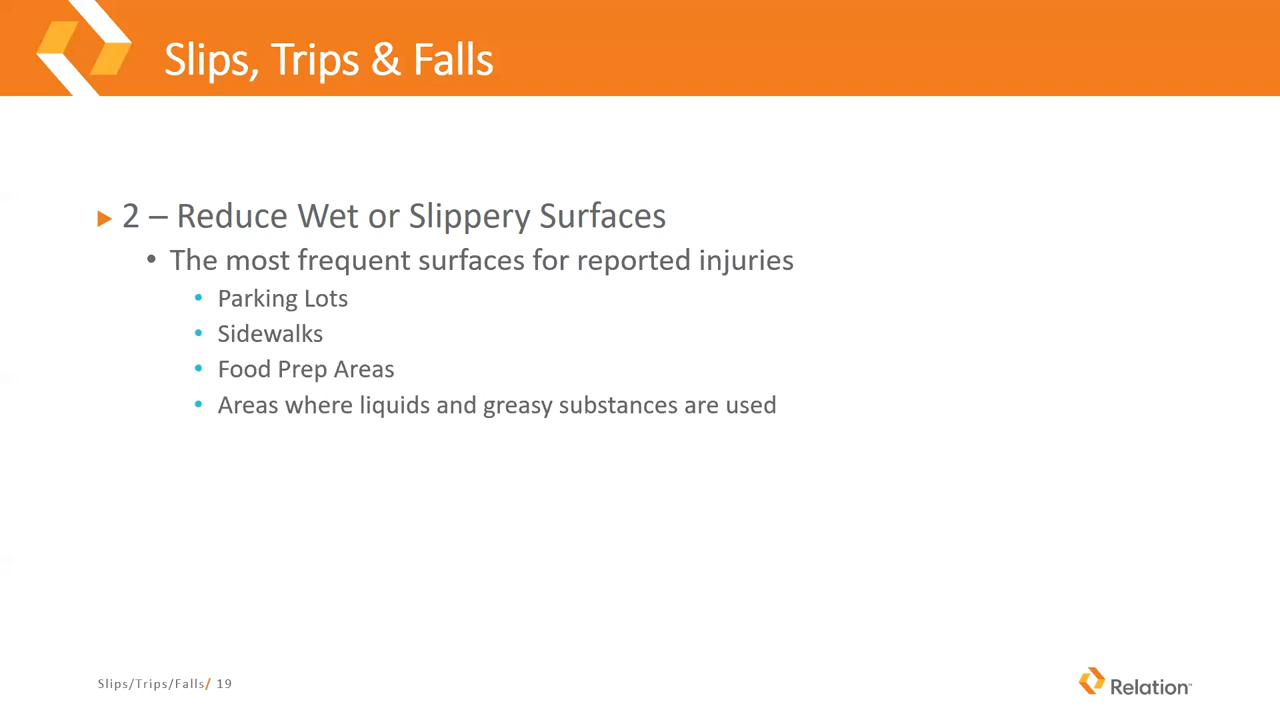 Slips, Trips & Falls
2 – Reduce Wet or Slippery Surfaces
• The most frequent surfaces for reported injuries
• Parking Lots
• Sidewalks
• Food Prep Areas
• Areas where liquids and greasy substances are used
Slips/Trips/Falls/ 19
Relation™